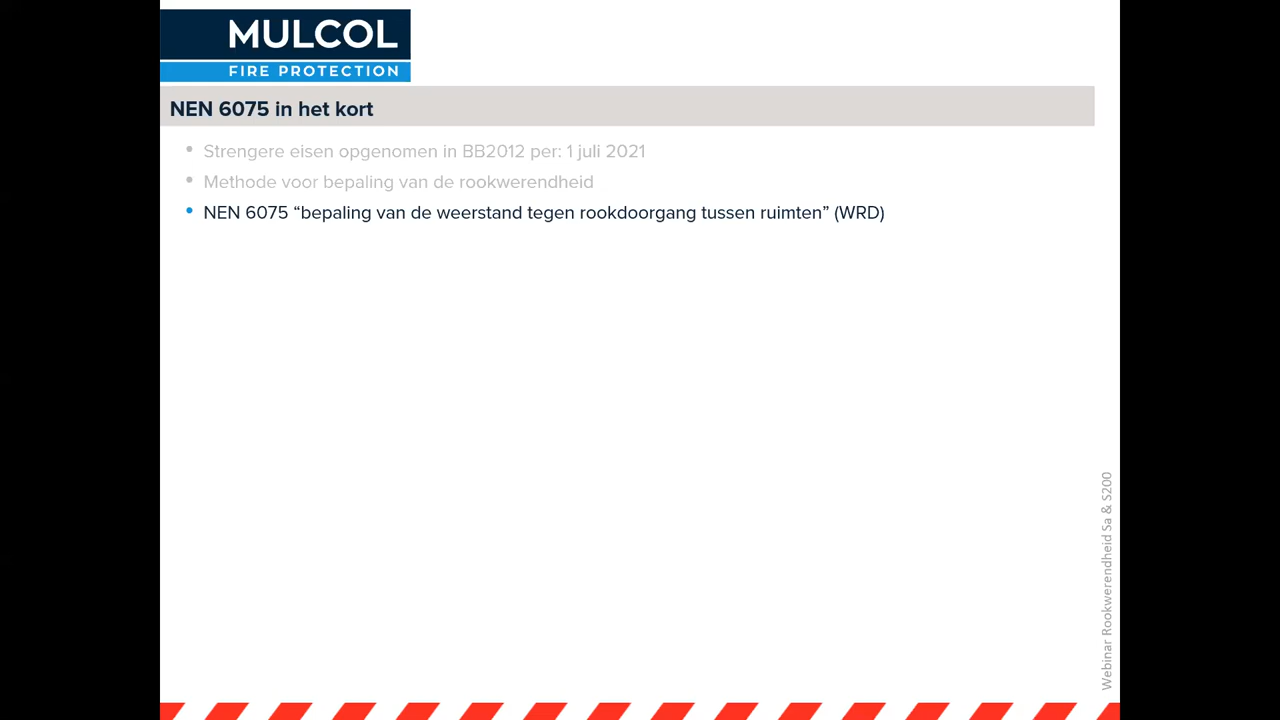 MULCOL
FIRE PROTECTION
NEN 6075 in het kort
• Strengere eisen opgenomen in BB2012 per: 1 juli 2021
• Methode voor bepaling van de rookwerendheid
• NEN 6075 “bepaling van de weerstand tegen rookdoorgang tussen ruimten” (WRD)
Webinar Rookwerendheid Sa & S200